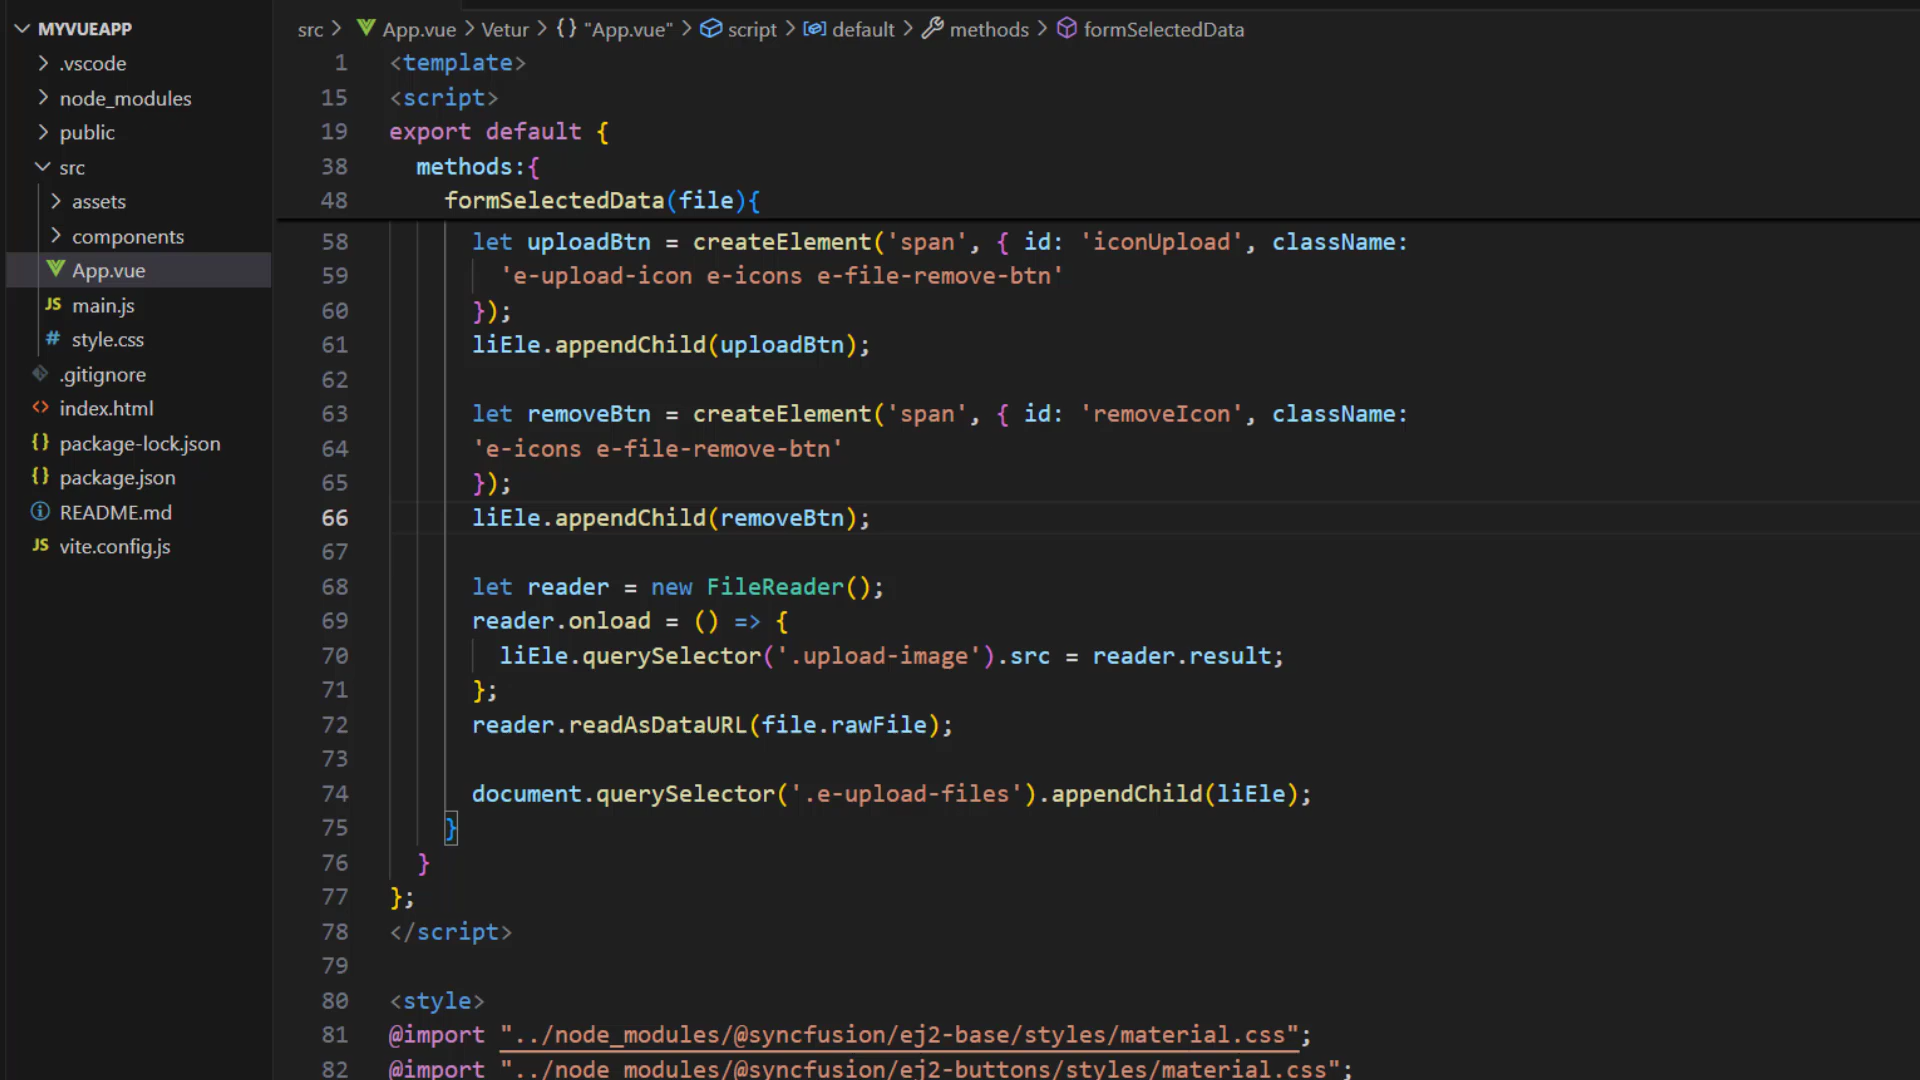 MYVUEAPP
.vscode
node_modules
public
src
assets
components
App.vue
JS main.js
# style.css
.gitignore
<> index.html
{} package-lock.json
{} package.json
README.md
JS vite.config.js
src > App.vue > Vetur > {} "App.vue" > script > default > methods > formSelectedData
1 <template>
15 <script>
19 export default {
38 methods:{
48 formSelectedData(file){
58 let uploadBtn = createElement('span', { id: 'iconUpload', className:
59 'e-upload-icon e-icons e-file-remove-btn'
60 });
61 liEle.appendChild(uploadBtn);
62
63 let removeBtn = createElement('span', { id: 'removeIcon', className:
64 'e-icons e-file-remove-btn'
65 });
66 liEle.appendChild(removeBtn);
67
68 let reader = new FileReader();
69 reader.onload = () => {
70 liEle.querySelector('.upload-image').src = reader.result;
71 };
72 reader.readAsDataURL(file.rawFile);
73
74 document.querySelector('.e-upload-files').appendChild(liEle);
75 }
76 }
77 };
78 </script>
79
80 <style>
81 @import "../node_modules/@syncfusion/ej2-base/styles/material.css";
82 @import "../node_modules/@syncfusion/ej2-buttons/styles/material.css";